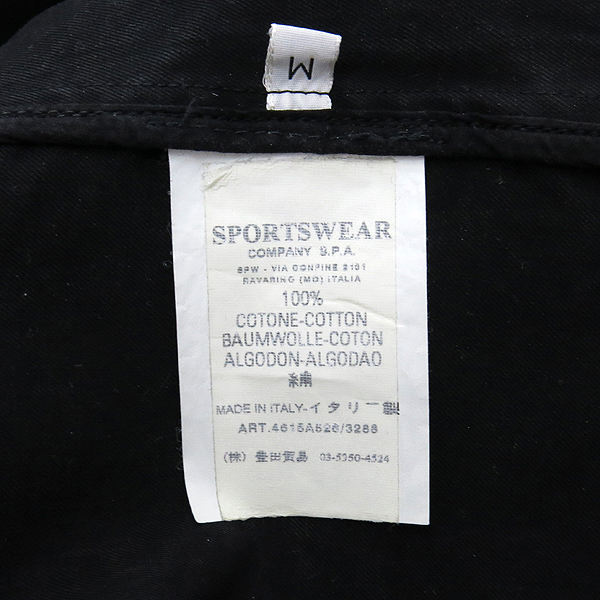 M
SPORTSWEAR
COMPANY S.P.A.
SPW - VIA CONFINE 2161
RAVARINO (MO) ITALIA
100%
COTONE-COTTON
BAUMWOLLE-COTON
ALGODON-ALGODAO
綿
MADE IN ITALY-イタリー製
ART.4615A526/3286
(株) 豊田貿易 03-5350-4524